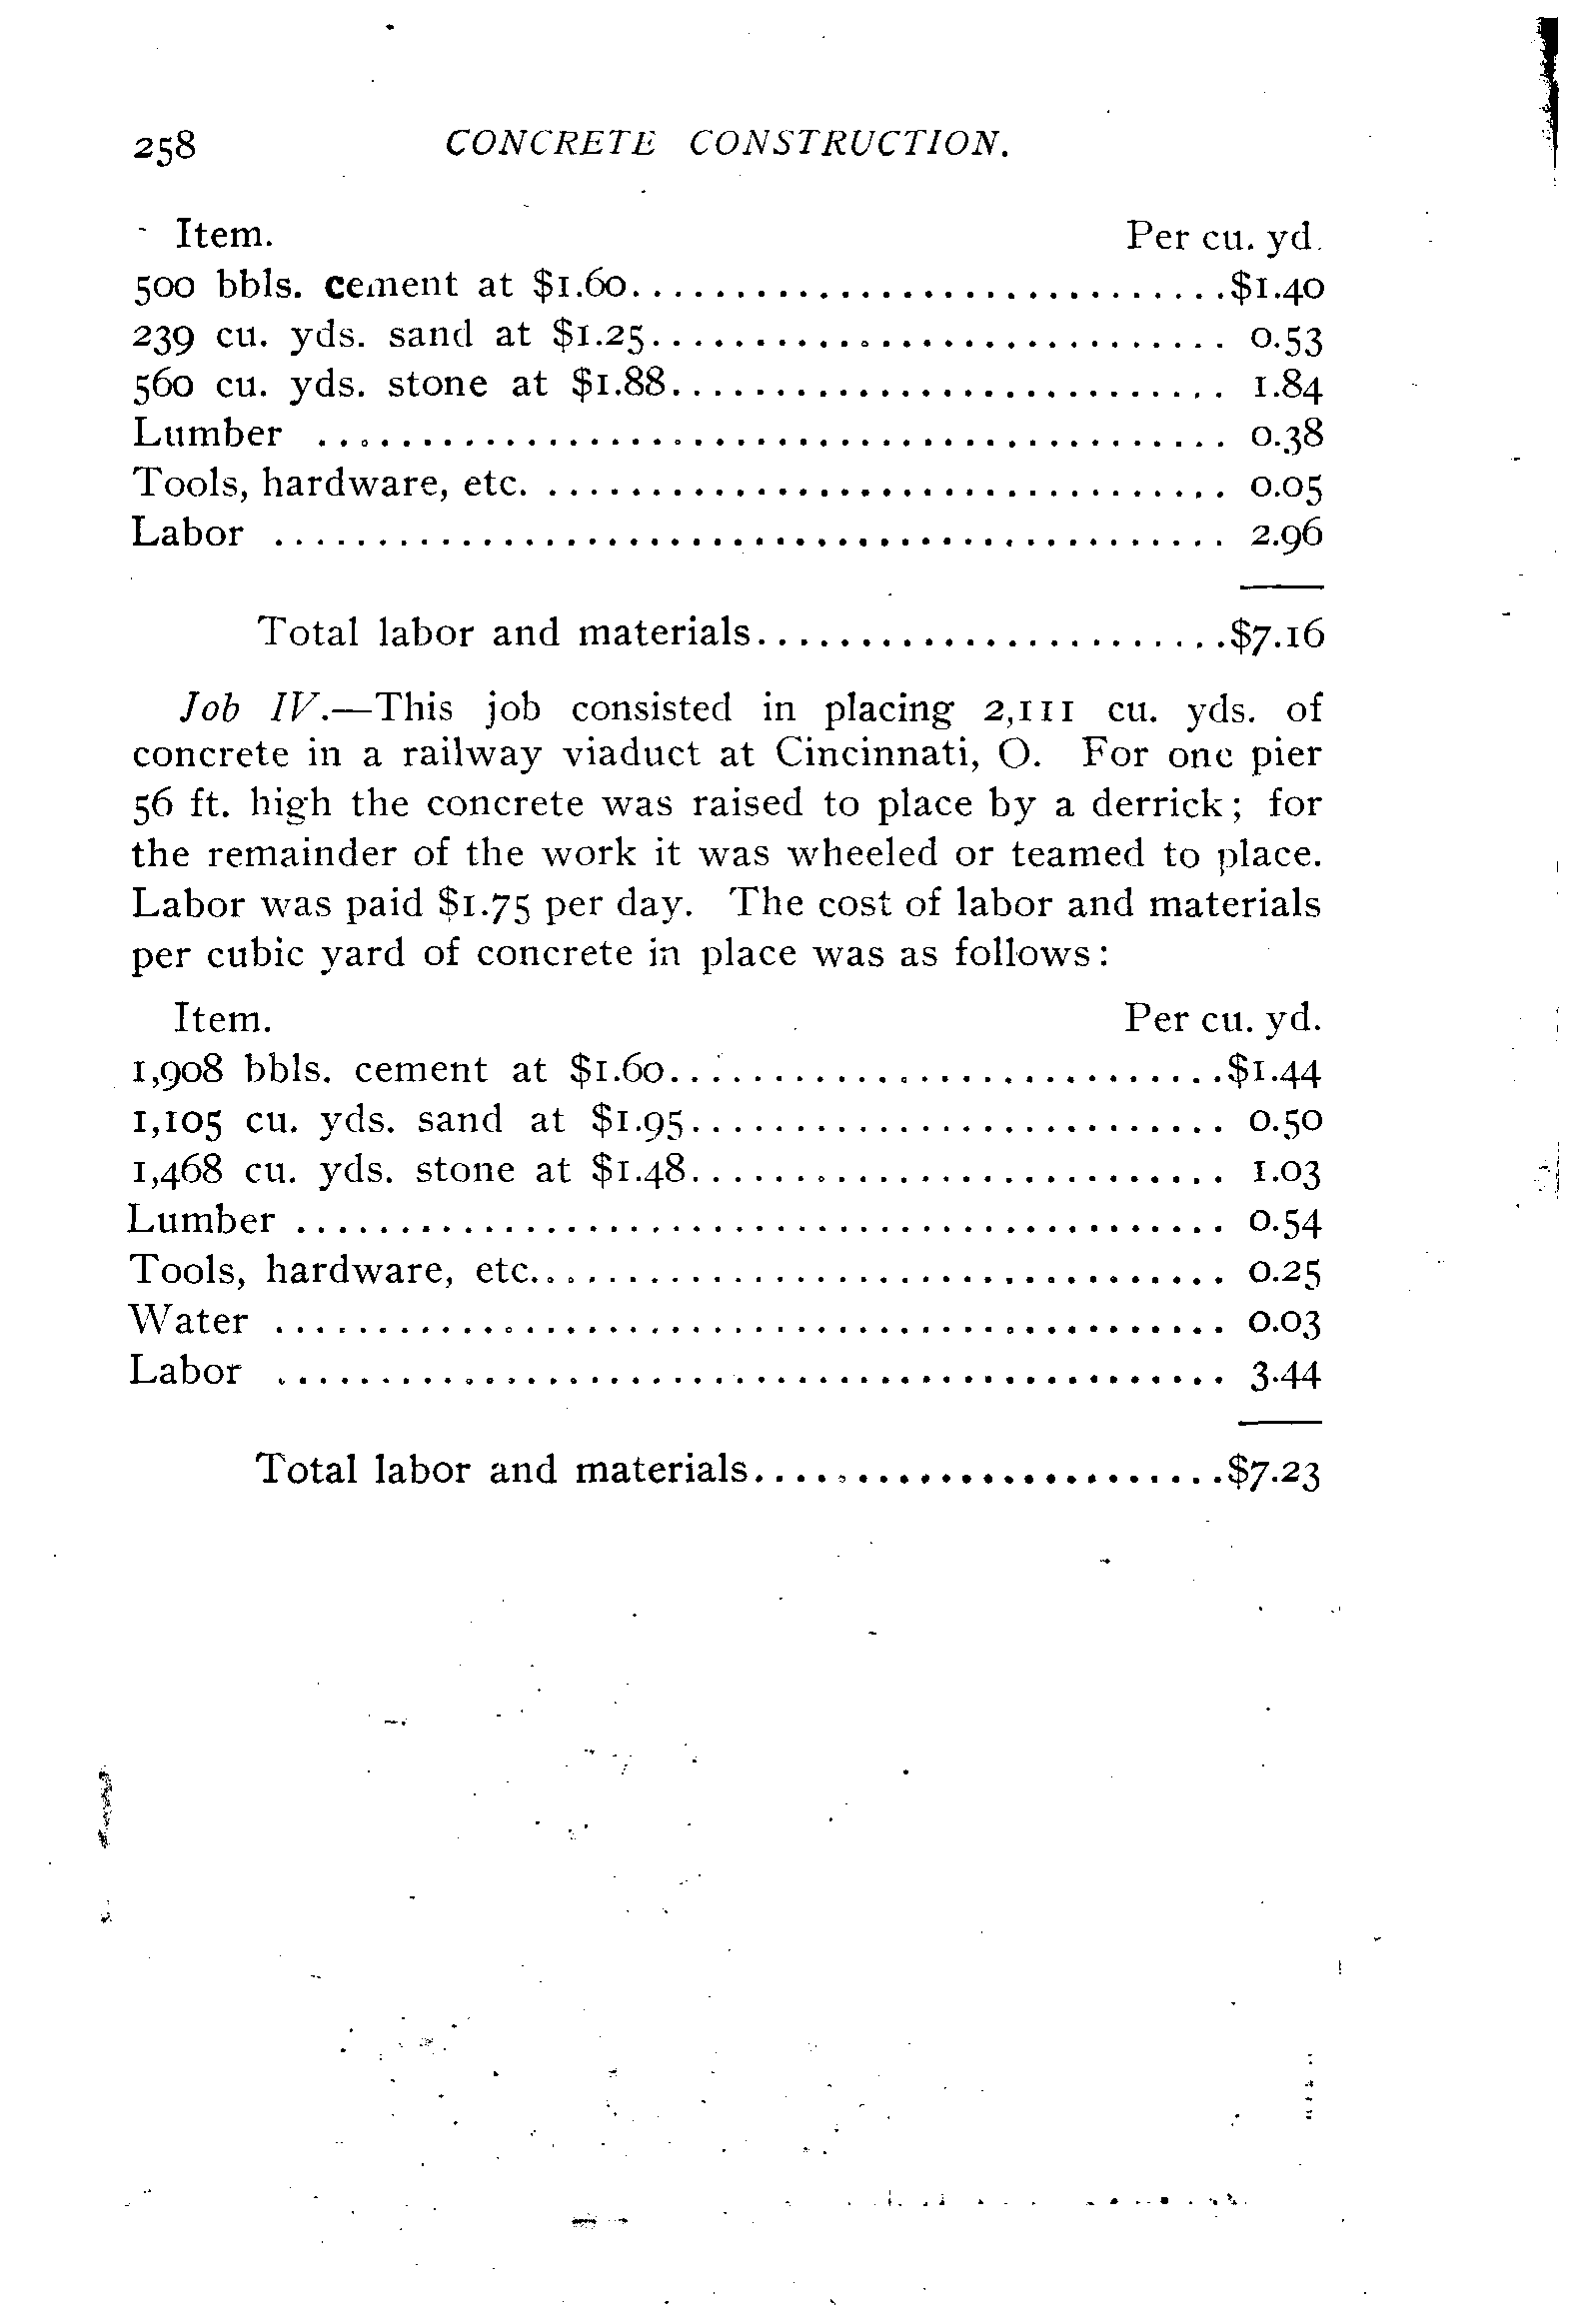 258 CONCRETE CONSTRUCTION.
Item. Per cu. yd.
500 bbls. cement at $1.60............................$1.40
239 cu. yds. sand at $1.25............................ 0.53
560 cu. yds. stone at $1.88........................... 1.84
Lumber ............................................ 0.38
Tools, hardware, etc. ................................. 0.05
Labor .............................................. 2.96
Total labor and materials.......................$7.16
Job IV.—This job consisted in placing 2,111 cu. yds. of
concrete in a railway viaduct at Cincinnati, O. For one pier
56 ft. high the concrete was raised to place by a derrick; for
the remainder of the work it was wheeled or teamed to place.
Labor was paid $1.75 per day. The cost of labor and materials
per cubic yard of concrete in place was as follows:
Item. Per cu. yd.
1,908 bbls. cement at $1.60...........................$1.44
1,105 cu. yds. sand at $1.95.......................... 0.50
1,468 cu. yds. stone at $1.48.......................... 1.03
Lumber ............................................. 0.54
Tools, hardware, etc.................................. 0.25
Water .............................................. 0.03
Labor .............................................. 3.44
Total labor and materials.......................$7.23